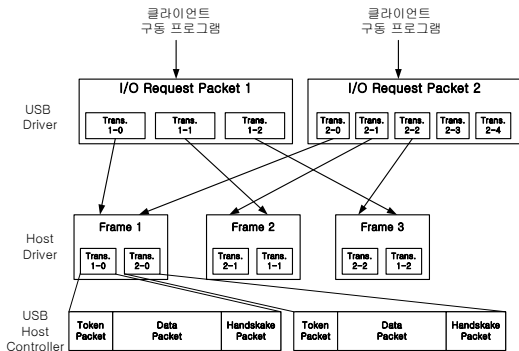 클라이언트
구동 프로그램
클라이언트
구동 프로그램
USB
Driver
I/O Request Packet 1
Trans.
1-0
Trans.
1-1
Trans.
1-2
I/O Request Packet 2
Trans.
2-0
Trans.
2-1
Trans.
2-2
Trans.
2-3
Trans.
2-4
Host
Driver
Frame 1
Trans.
1-0
Trans.
2-0
Frame 2
Trans.
2-1
Trans.
1-1
Frame 3
Trans.
2-2
Trans.
1-2
USB
Host
Controller
Token
Packet
Data
Packet
Handskake
Packet
Token
Packet
Data
Packet
Handskake
Packet